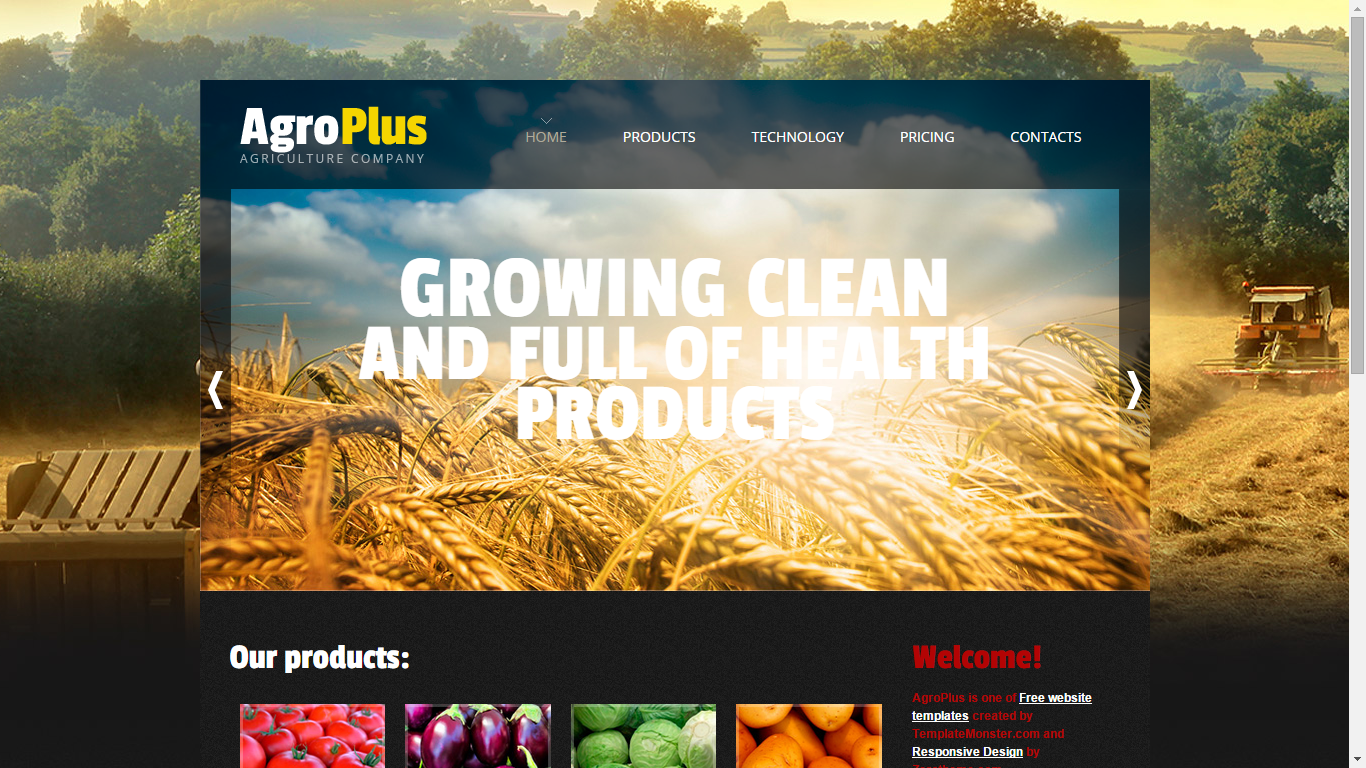 AgroPlus
AGRICULTURE COMPANY
HOME PRODUCTS TECHNOLOGY PRICING CONTACTS
GROWING CLEAN
AND FULL OF HEALTH
PRODUCTS
Our products:
Welcome!
AgroPlus is one of Free website
templates created by
TemplateMonster.com and
Responsive Design by